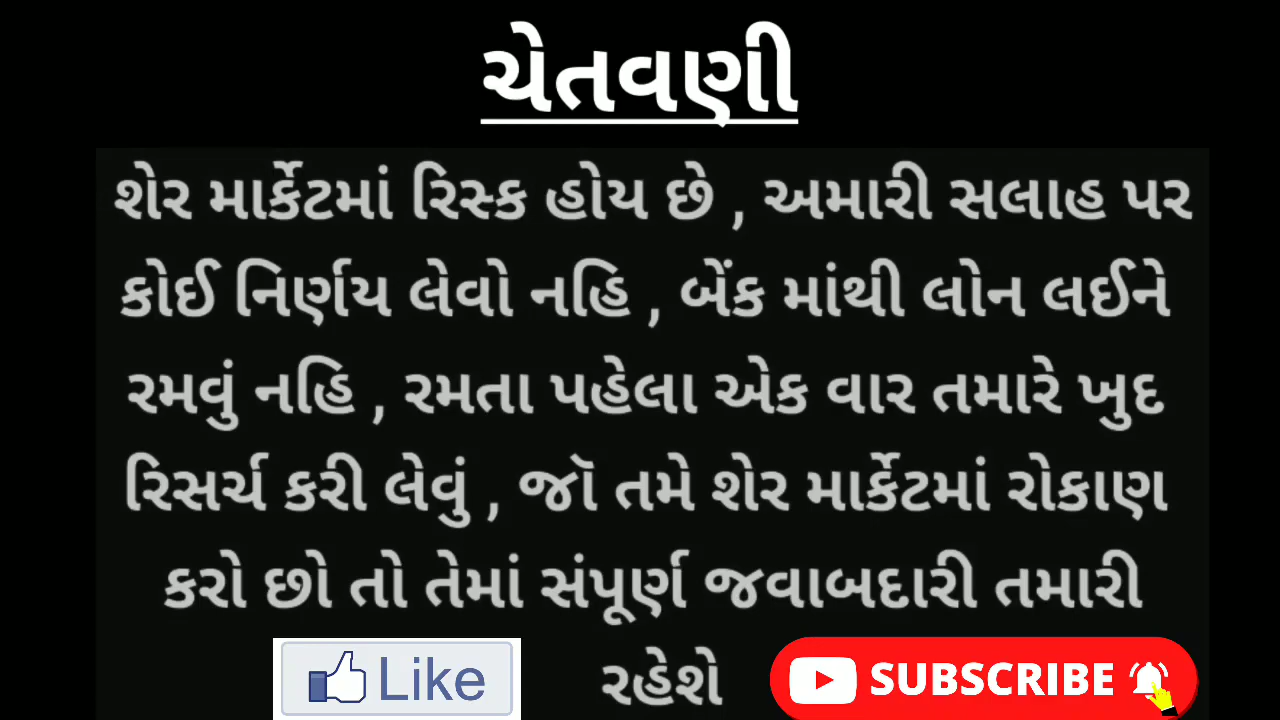 ચેતવણી
શેર માર્કેટમાં રિસ્ક હોય છે , અમારી સલાહ પર
કોઈ નિર્ણય લેવો નહિ , બેંક માંથી લોન લઈને
રમવું નહિ , રમતા પહેલા એક વાર તમારે ખુદ
રિસર્ચ કરી લેવું , જૉ તમે શેર માર્કેટમાં રોકાણ
કરો છો તો તેમાં સંપૂર્ણ જવાબદારી તમારી
Like રહેશે SUBSCRIBE